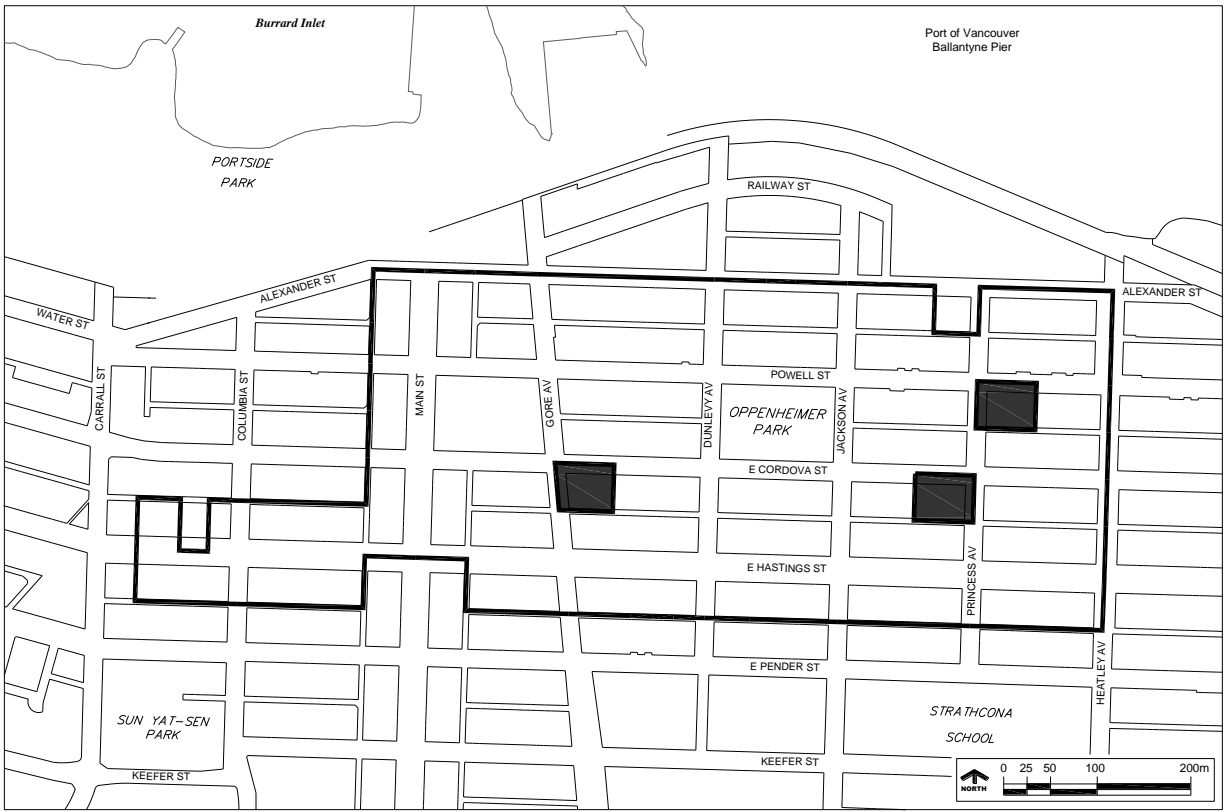 Burrard Inlet
Port of Vancouver
Ballantyne Pier
PORTSIDE
PARK
RAILWAY ST
ALEXANDER ST
ALEXANDER ST
WATER ST
CARRALL ST
COLUMBIA ST
MAIN ST
GORE AV
DUNLEVY AV
JACKSON AV
POWELL ST
OPPENHEIMER
PARK
E CORDOVA ST
E HASTINGS ST
PRINCESS AV
HEATLEY AV
E PENDER ST
SUN YAT-SEN
PARK
STRATHCONA
SCHOOL
KEEFER ST
KEEFER ST
NORTH
0 25 50 100 200m